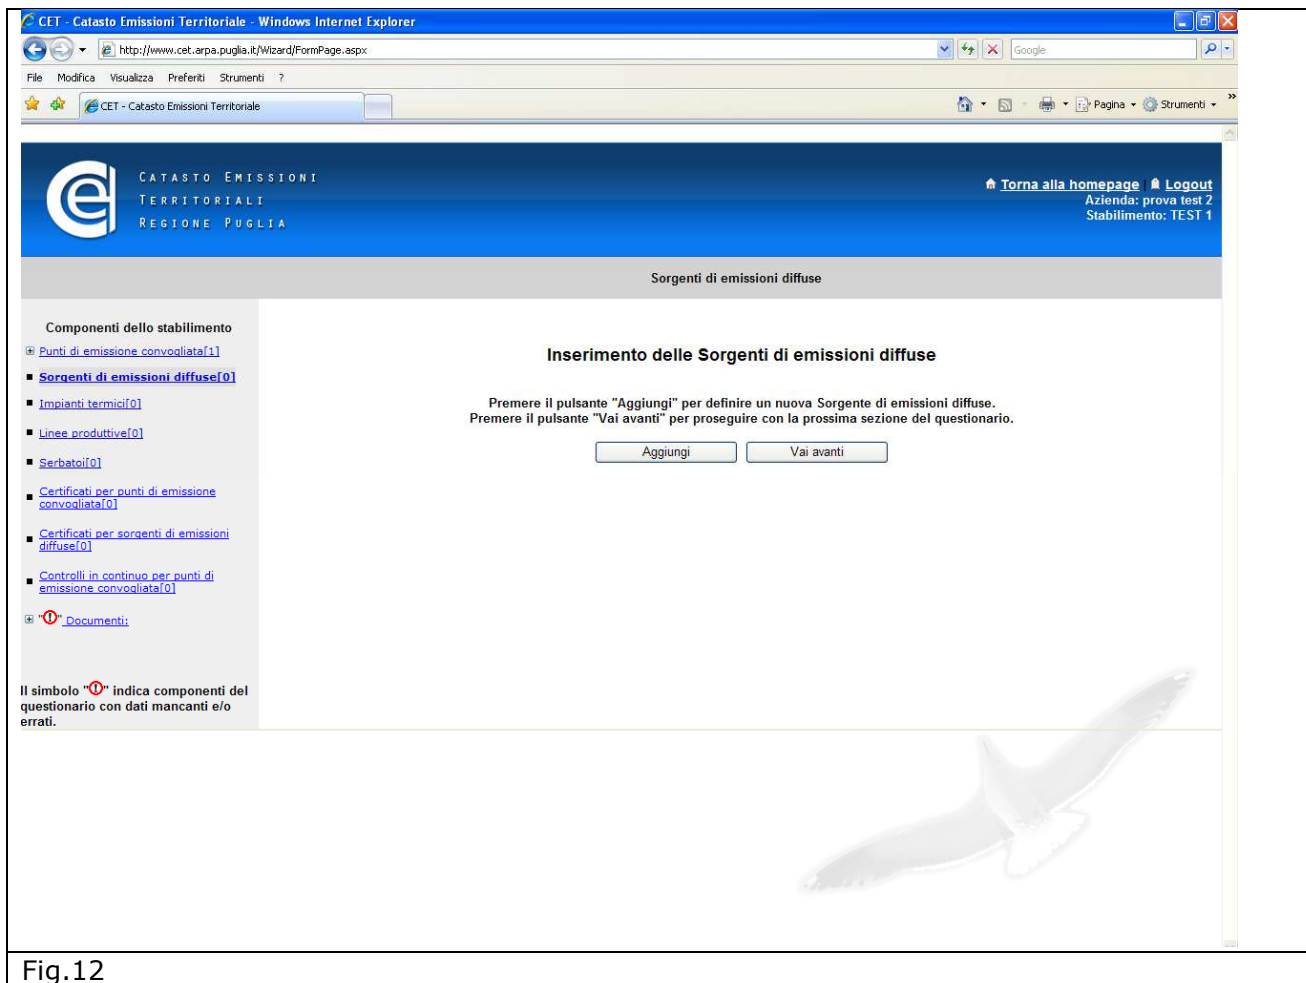 CET - Catasto Emissioni Territoriale - Windows Internet Explorer
http://www.cet.arpa.puglia.it/Wizard/FormPage.aspx
Google
File Modifica Visualizza Preferiti Strumenti ?
CET - Catasto Emissioni Territoriale
Pagina Strumenti »
CATASTO EMISSIONI
TERRITORIALI
REGIONE PUGLIA
Torna alla homepage | Logout
Azienda: prova test 2
Stabilimento: TEST 1
Sorgenti di emissioni diffuse
Componenti dello stabilimento
Punti di emissione convogliata[1]
Sorgenti di emissioni diffuse[0]
Impianti termici[0]
Linee produttive[0]
Serbatoi[0]
Certificati per punti di emissione
convogliata[0]
Certificati per sorgenti di emissioni
diffuse[0]
Controlli in continuo per punti di
emissione convogliata[0]
"!" Documenti:
Il simbolo "!" indica componenti del
questionario con dati mancanti e/o
errati.
Inserimento delle Sorgenti di emissioni diffuse
Premere il pulsante "Aggiungi" per definire un nuova Sorgente di emissioni diffuse.
Premere il pulsante "Vai avanti" per proseguire con la prossima sezione del questionario.
Aggiungi Vai avanti
Fig.12